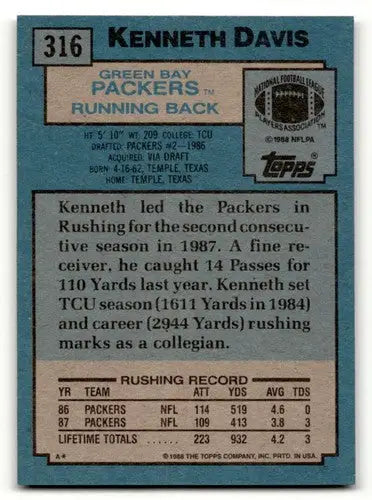 316 KENNETH DAVIS
GREEN BAY
PACKERS™
RUNNING BACK
NATIONAL FOOTBALL LEAGUE
PLAYERS ASSOCIATION
©1988 NFLPA
Topps®
HT: 5' 10" WT: 209 COLLEGE: TCU
DRAFTED: PACKERS #2-1986
ACQUIRED: VIA DRAFT
BORN: 4-16-62, TEMPLE, TEXAS
HOME: TEMPLE, TEXAS
Kenneth led the Packers in
Rushing for the second consecu-
tive season in 1987. A fine re-
ceiver, he caught 14 Passes for
110 Yards last year. Kenneth set
TCU season (1611 Yards in 1984)
and career (2944 Yards) rushing
marks as a collegian.
RUSHING RECORD
YR TEAM ATT YDS AVG TDS
86 PACKERS NFL 114 519 4.6 0
87 PACKERS NFL 109 413 3.8 3
LIFETIME TOTALS ...... 223 932 4.2 3
A* ©1988 THE TOPPS COMPANY, INC. PRTD. IN U.S.A.